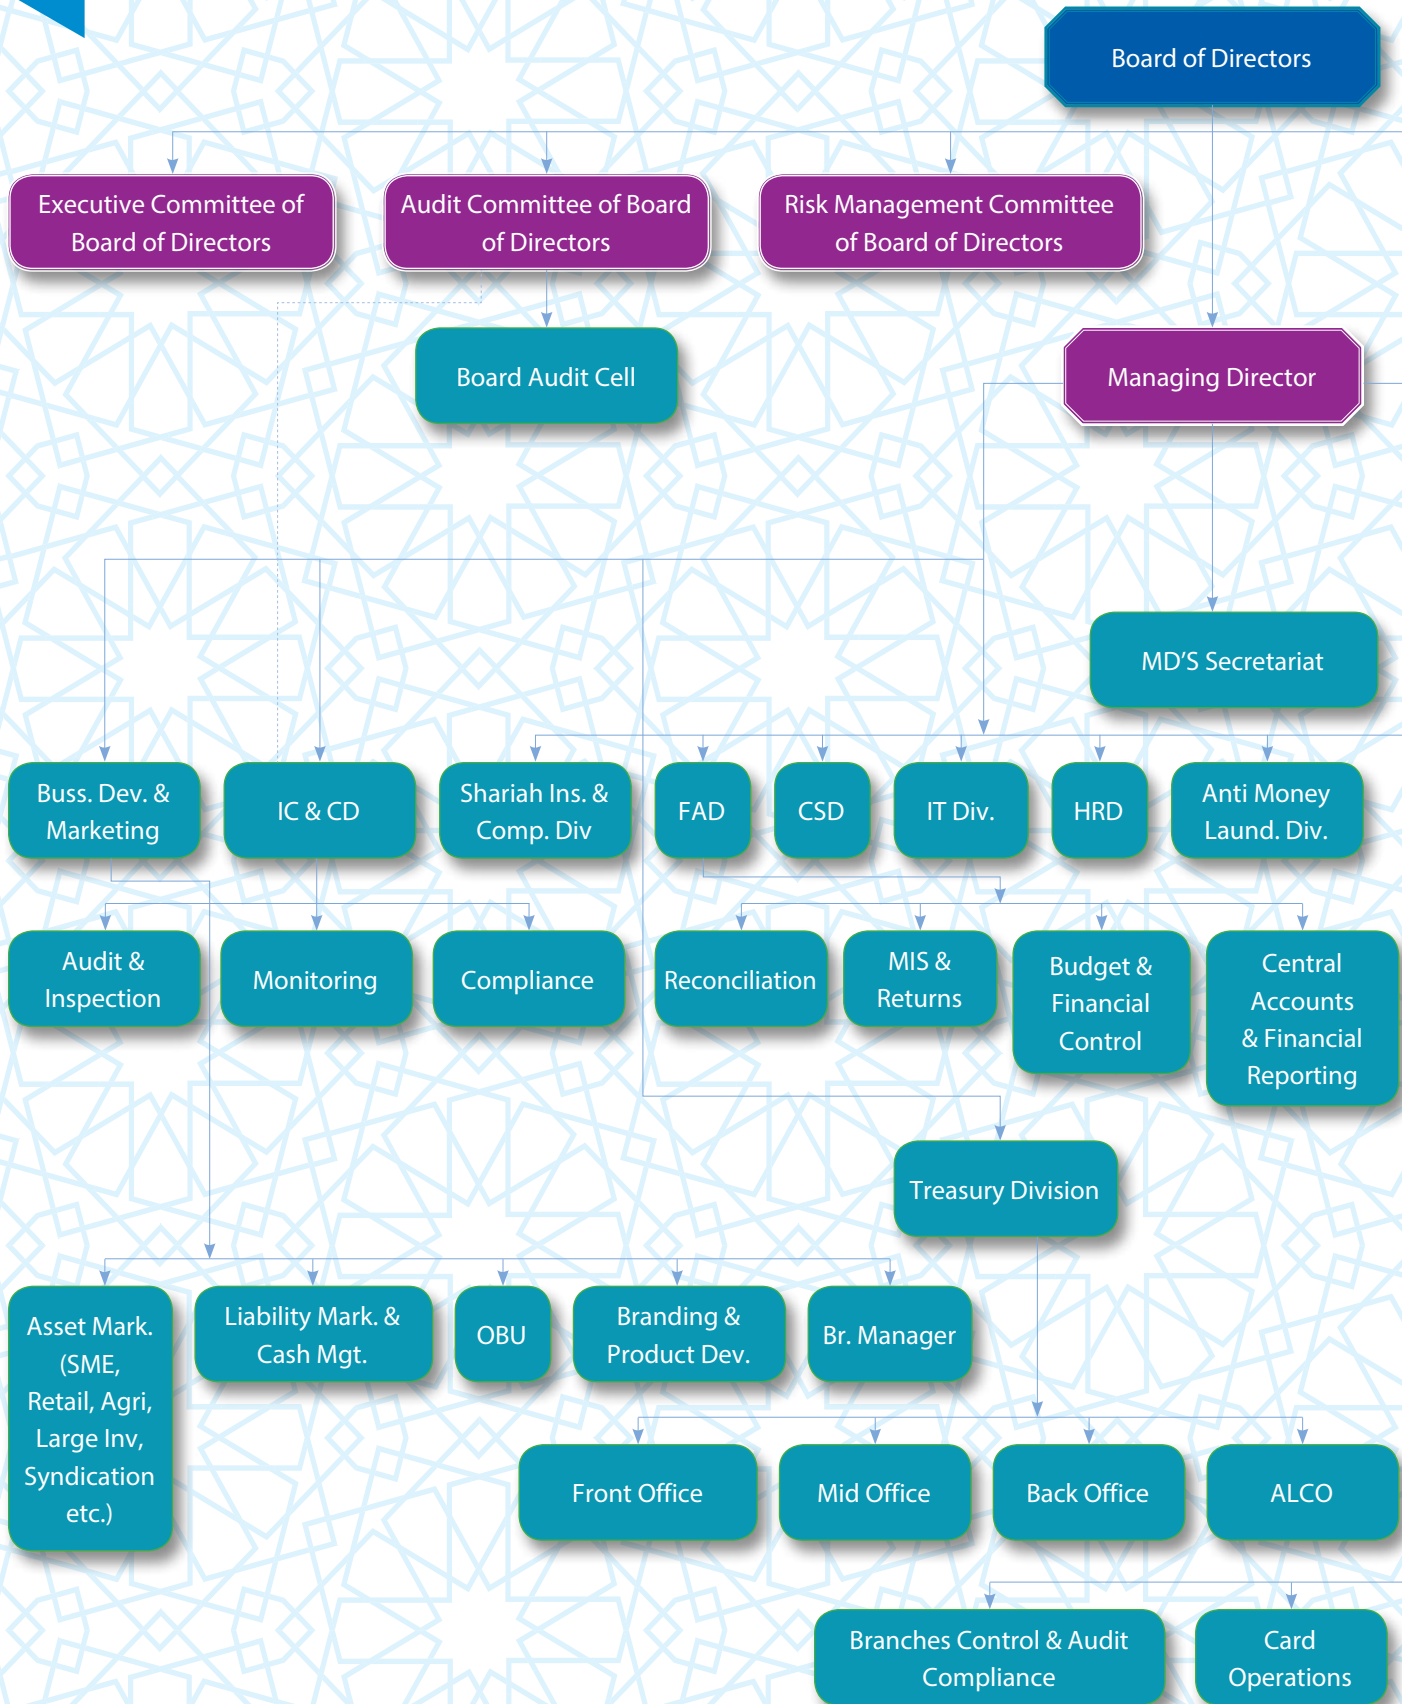 Board of Directors
Executive Committee of
Board of Directors
Audit Committee of Board
of Directors
Risk Management Committee
of Board of Directors
Board Audit Cell
Managing Director
MD'S Secretariat
Buss. Dev. &
Marketing
IC & CD
Shariah Ins. &
Comp. Div
FAD
CSD
IT Div.
HRD
Anti Money
Laund. Div.
Audit &
Inspection
Monitoring
Compliance
Reconciliation
MIS &
Returns
Budget &
Financial
Control
Central
Accounts
& Financial
Reporting
Treasury Division
Asset Mark.
(SME,
Retail, Agri,
Large Inv,
Syndication
etc.)
Liability Mark. &
Cash Mgt.
OBU
Branding &
Product Dev.
Br. Manager
Front Office
Mid Office
Back Office
ALCO
Branches Control & Audit
Compliance
Card
Operations